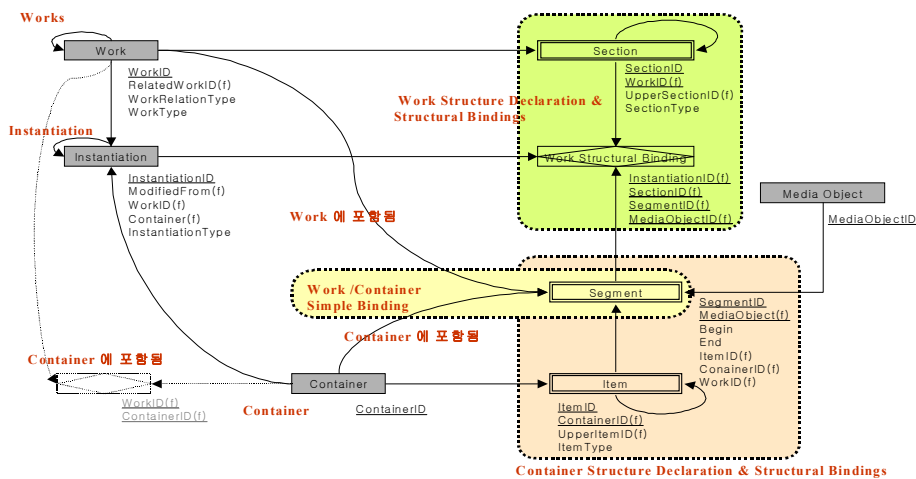 Works
Work
WorkID
RelatedWorkID(f)
WorkRelationType
WorkType
Section
SectionID
WorkID(f)
UpperSectionID(f)
SectionType
Work Structure Declaration &
Structural Bindings
Instantiation
Instantiation
InstantiationID
ModifiedFrom(f)
WorkID(f)
Container(f)
InstantiationType
Work Structural Binding
InstantiationID(f)
SectionID(f)
SegmentID(f)
MediaObjectID(f)
Media Object
MediaObjectID
Work 에 포함됨
Work /Container
Simple Binding
Segment
SegmentID
MediaObject(f)
Begin
End
ItemID(f)
ConainerID(f)
WorkID(f)
Container 에 포함됨
Container 에 포함됨
WorkID(f)
ContainerID(f)
Container
Container
ContainerID
Item
ItemID
ContainerID(f)
UpperItemID(f)
ItemType
Container Structure Declaration & Structural Bindings